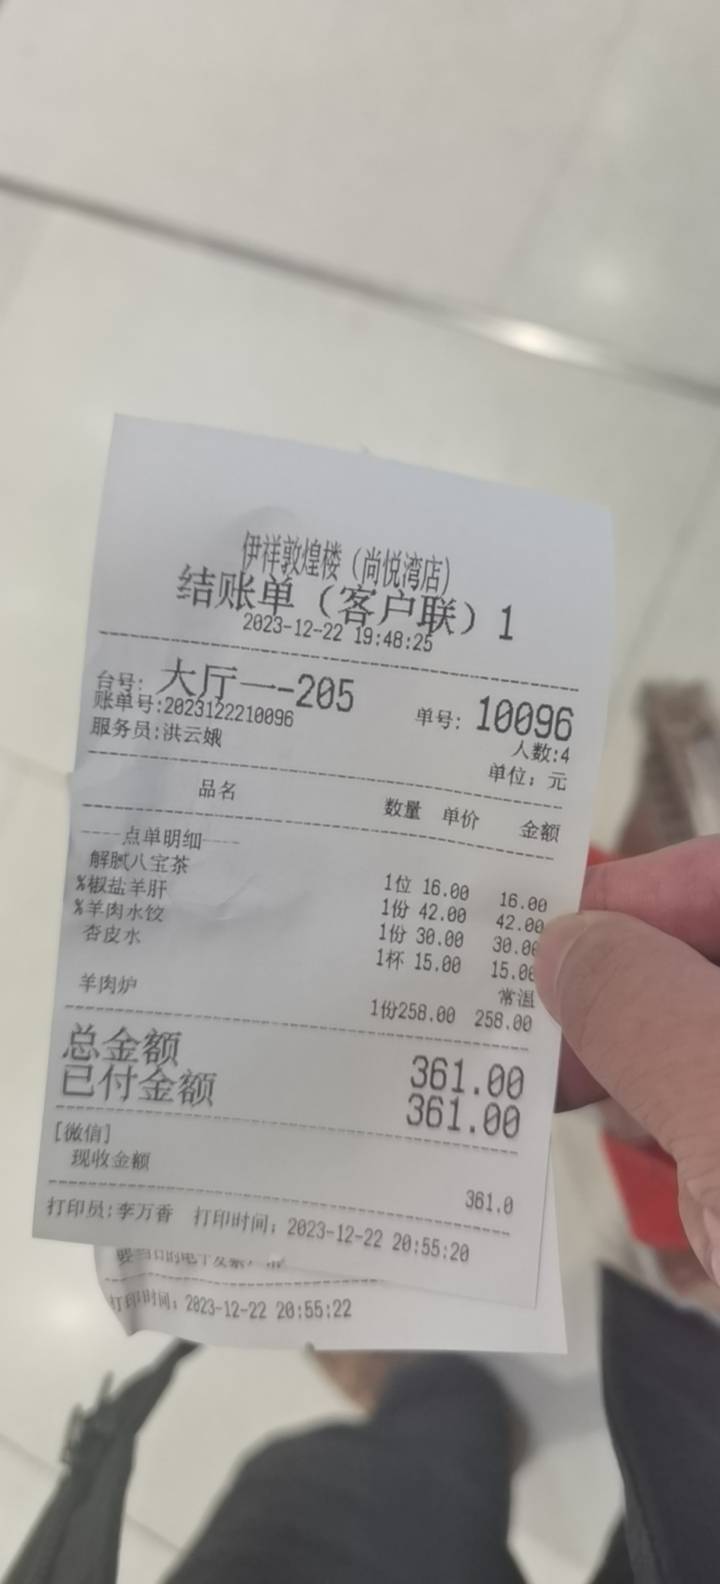 伊祥敦煌楼（尚悦湾店）
结账单（客户联）1
2023-12-22 19:48:25
台号：大厅一-205
账单号:2023122210096 单号：10096
服务员:洪云娥 人数:4
单位：元
品名 数量 单价 金额
-----点单明细-----
解腻八宝茶 1位 16.00 16.00
%椒盐羊肝 1份 42.00 42.00
%羊肉水饺 1份 30.00 30.00
杏皮水 1杯 15.00 15.00
常温
羊肉炉 1份258.00 258.00
总金额 361.00
已付金额 361.00
[微信]
现收金额 361.0
打印员:李万香 打印时间：2023-12-22 20:55:20
打印时间：2023-12-22 20:55:22